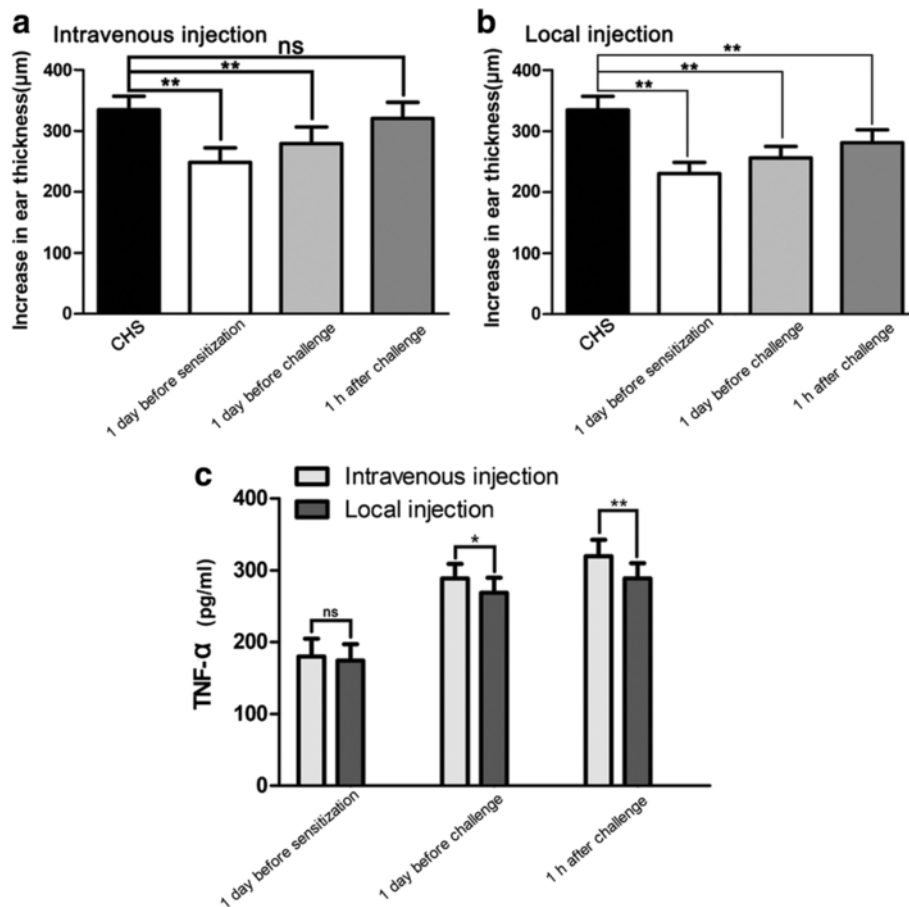 a
Intravenous injection
ns
**
**
Increase in ear thickness(μm)
400
300
200
100
0
CHS
1 day before sensitization
1 day before challenge
1 h after challenge
b
Local injection
**
**
**
Increase in ear thickness(μm)
400
300
200
100
0
CHS
1 day before sensitization
1 day before challenge
1 h after challenge
c
Intravenous injection
Local injection
TNF-α (pg/ml)
400
300
200
100
0
ns
*
**
1 day before sensitization
1 day before challenge
1 h after challenge